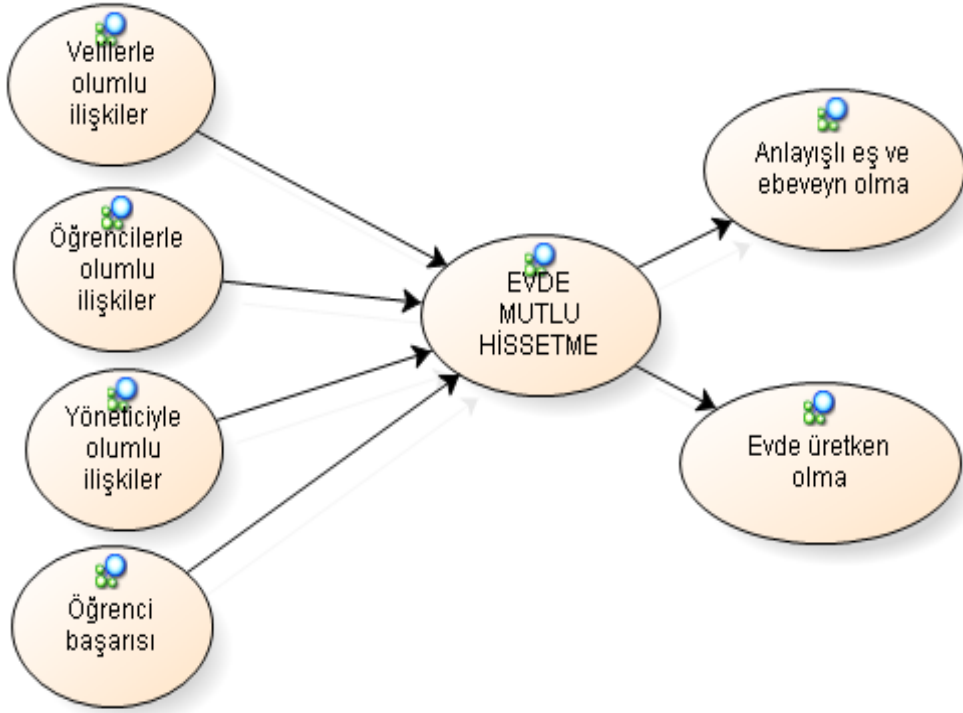 Velilerle
olumlu
ilişkiler
Öğrencilerle
olumlu
ilişkiler
Yöneticiyle
olumlu
ilişkiler
Öğrenci
başarısı
EVDE
MUTLU
HİSSETME
Anlayışlı eş ve
ebeveyn olma
Evde üretken
olma